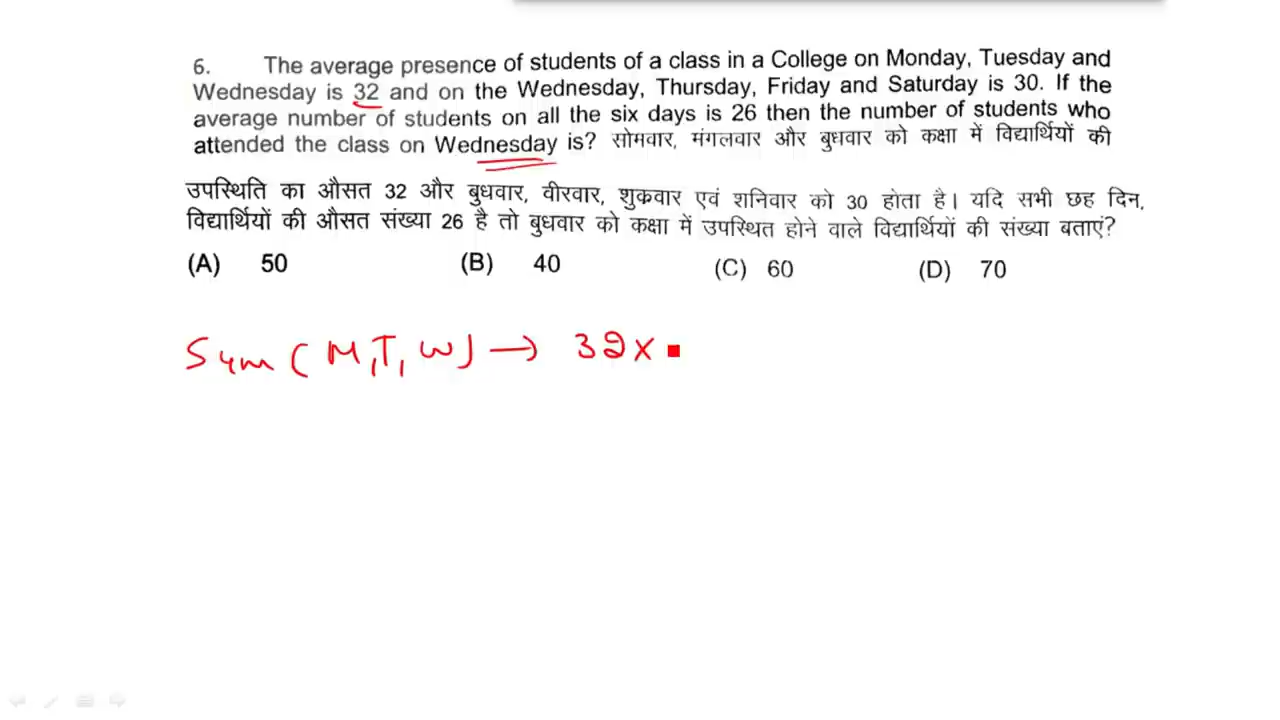 6. The average presence of students of a class in a College on Monday, Tuesday and
Wednesday is 32 and on the Wednesday, Thursday, Friday and Saturday is 30. If the
average number of students on all the six days is 26 then the number of students who
attended the class on Wednesday is? सोमवार, मंगलवार और बुधवार को कक्षा में विद्यार्थियों की
उपस्थिति का औसत 32 और बुधवार, वीरवार, शुक्रवार एवं शनिवार को 30 होता है। यदि सभी छह दिन,
विद्यार्थियों की औसत संख्या 26 है तो बुधवार को कक्षा में उपस्थित होने वाले विद्यार्थियों की संख्या बताएं?
(A) 50 (B) 40 (C) 60 (D) 70
Sum (M,T,W) → 32x